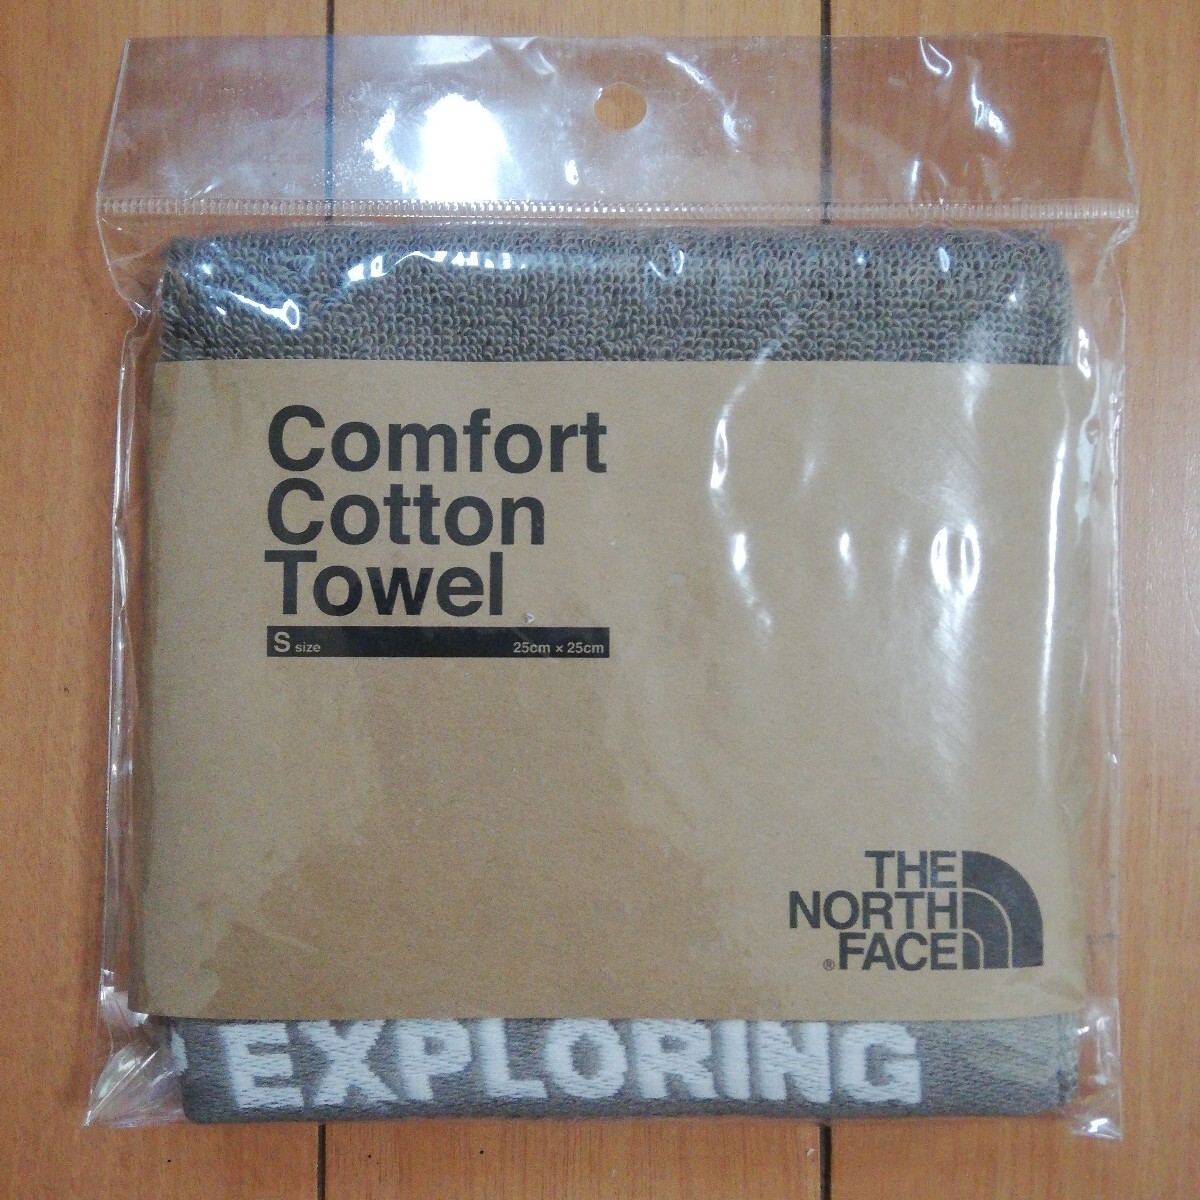 Comfort
Cotton
Towel
S size 25cm × 25cm
THE
NORTH
® FACE
EXPLORING